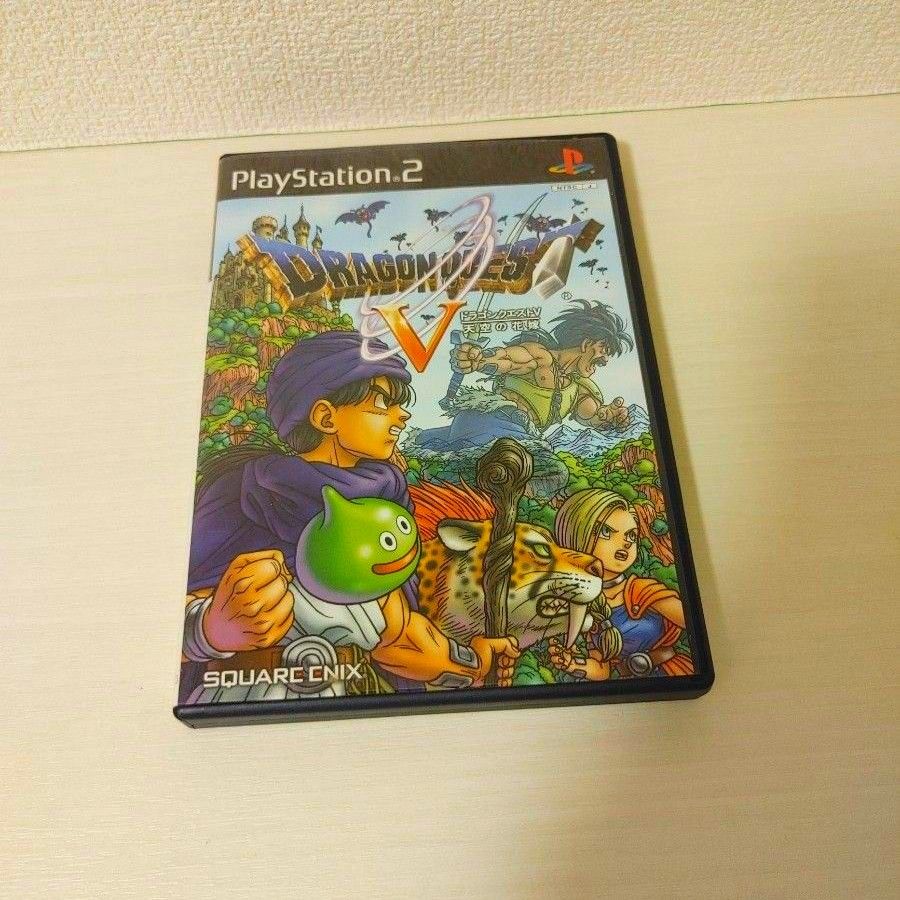 PlayStation®2
NTSC J
DRAGON QUEST
®
V
ドラゴンクエストV
天空の花嫁
SQUARE ENIX